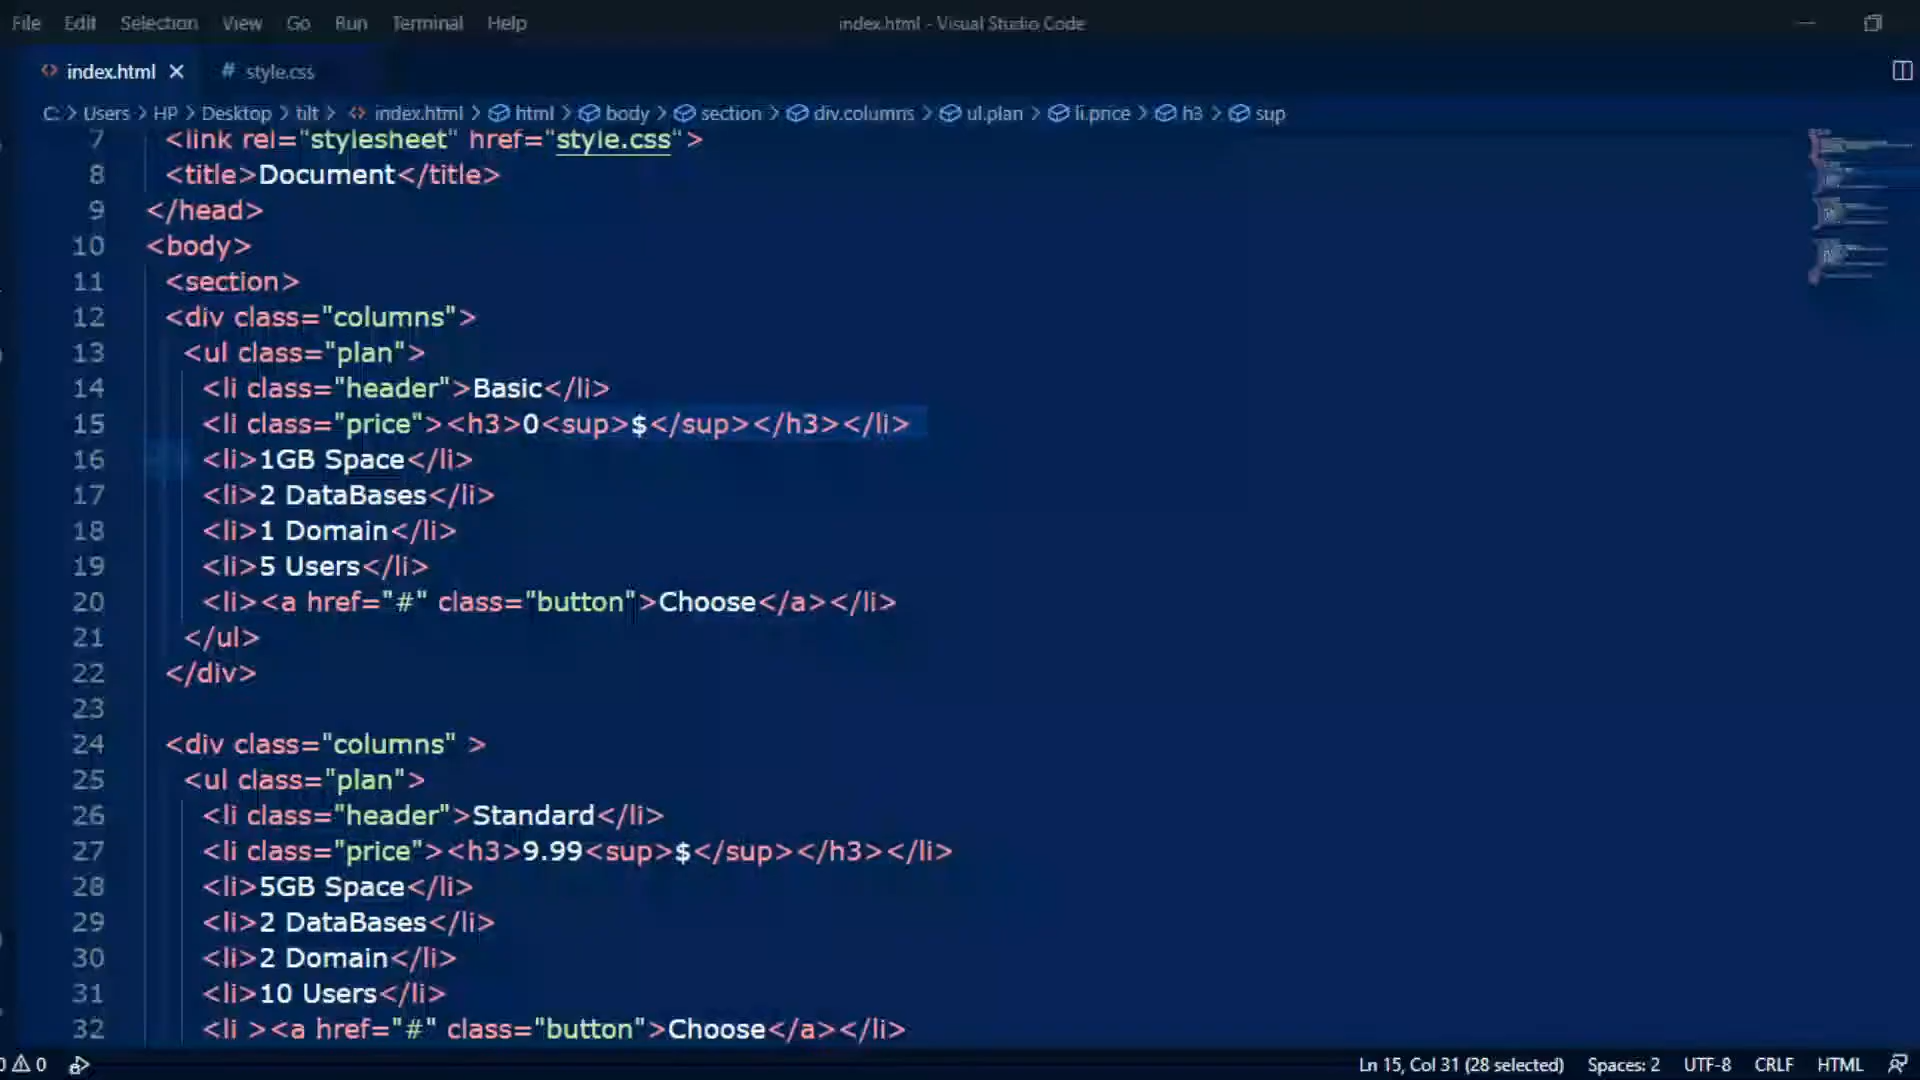 File Edit Selection View Go Run Terminal Help index.html - Visual Studio Code
index.html # style.css
C: > Users > HP > Desktop > tilt > index.html > html > body > section > div.columns > ul.plan > li.price > h3 > sup
7 <link rel="stylesheet" href="style.css">
8 <title>Document</title>
9 </head>
10 <body>
11 <section>
12 <div class="columns">
13 <ul class="plan">
14 <li class="header">Basic</li>
15 <li class="price"><h3>0<sup>$</sup></h3></li>
16 <li>1GB Space</li>
17 <li>2 DataBases</li>
18 <li>1 Domain</li>
19 <li>5 Users</li>
20 <li><a href="#" class="button">Choose</a></li>
21 </ul>
22 </div>
23
24 <div class="columns" >
25 <ul class="plan">
26 <li class="header">Standard</li>
27 <li class="price"><h3>9.99<sup>$</sup></h3></li>
28 <li>5GB Space</li>
29 <li>2 DataBases</li>
30 <li>2 Domain</li>
31 <li>10 Users</li>
32 <li ><a href="#" class="button">Choose</a></li>
0 0 Ln 15, Col 31 (28 selected) Spaces: 2 UTF-8 CRLF HTML